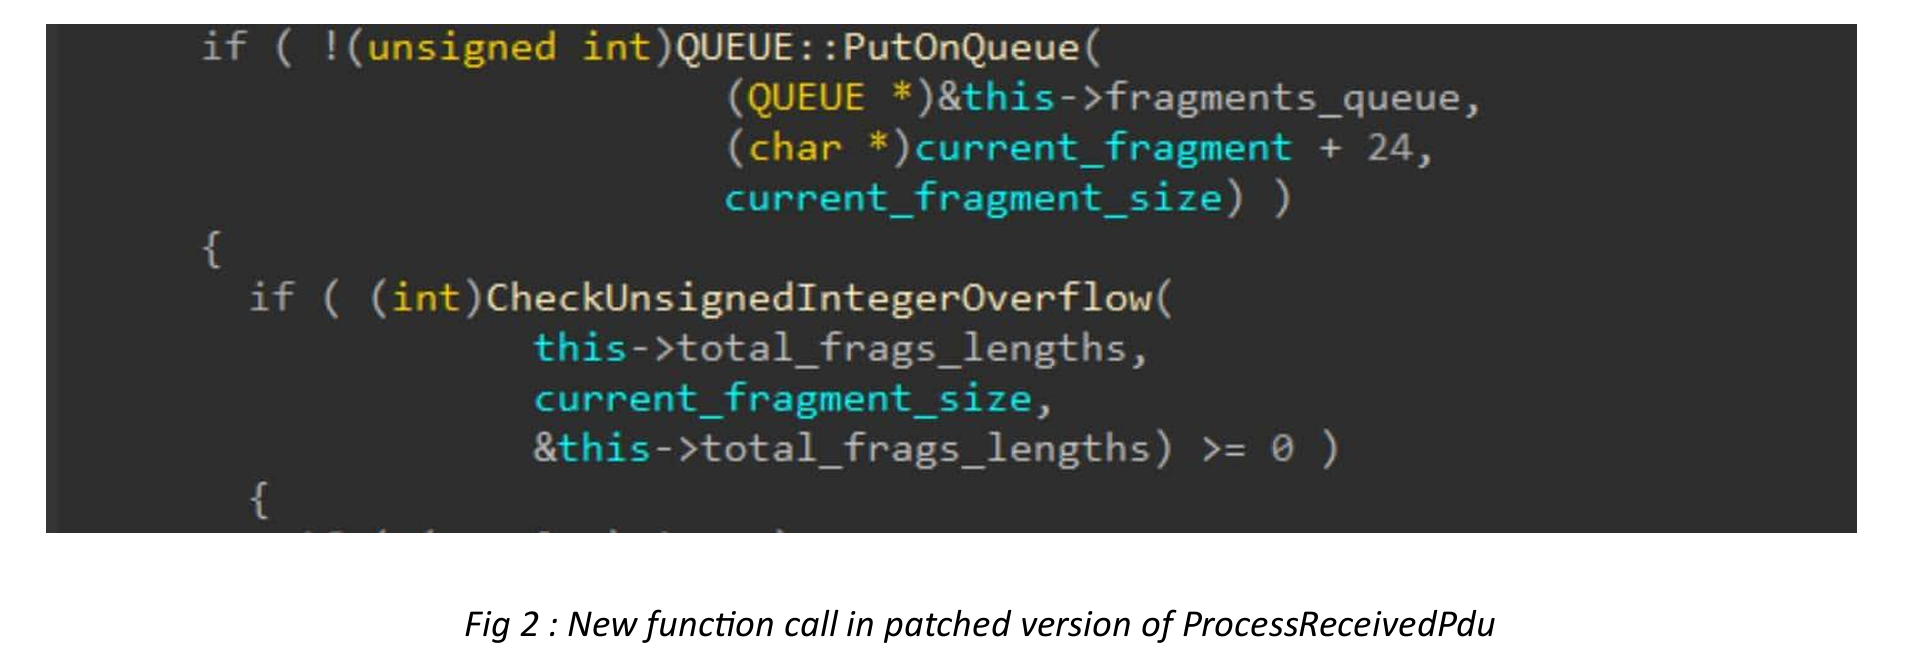 if ( !(unsigned int)QUEUE::PutOnQueue(
(QUEUE *)&this->fragments_queue,
(char *)current_fragment + 24,
current_fragment_size) )
{
if ( (int)CheckUnsignedIntegerOverflow(
this->total_frags_lengths,
current_fragment_size,
&this->total_frags_lengths) >= 0 )
{
Fig 2 : New function call in patched version of ProcessReceivedPdu